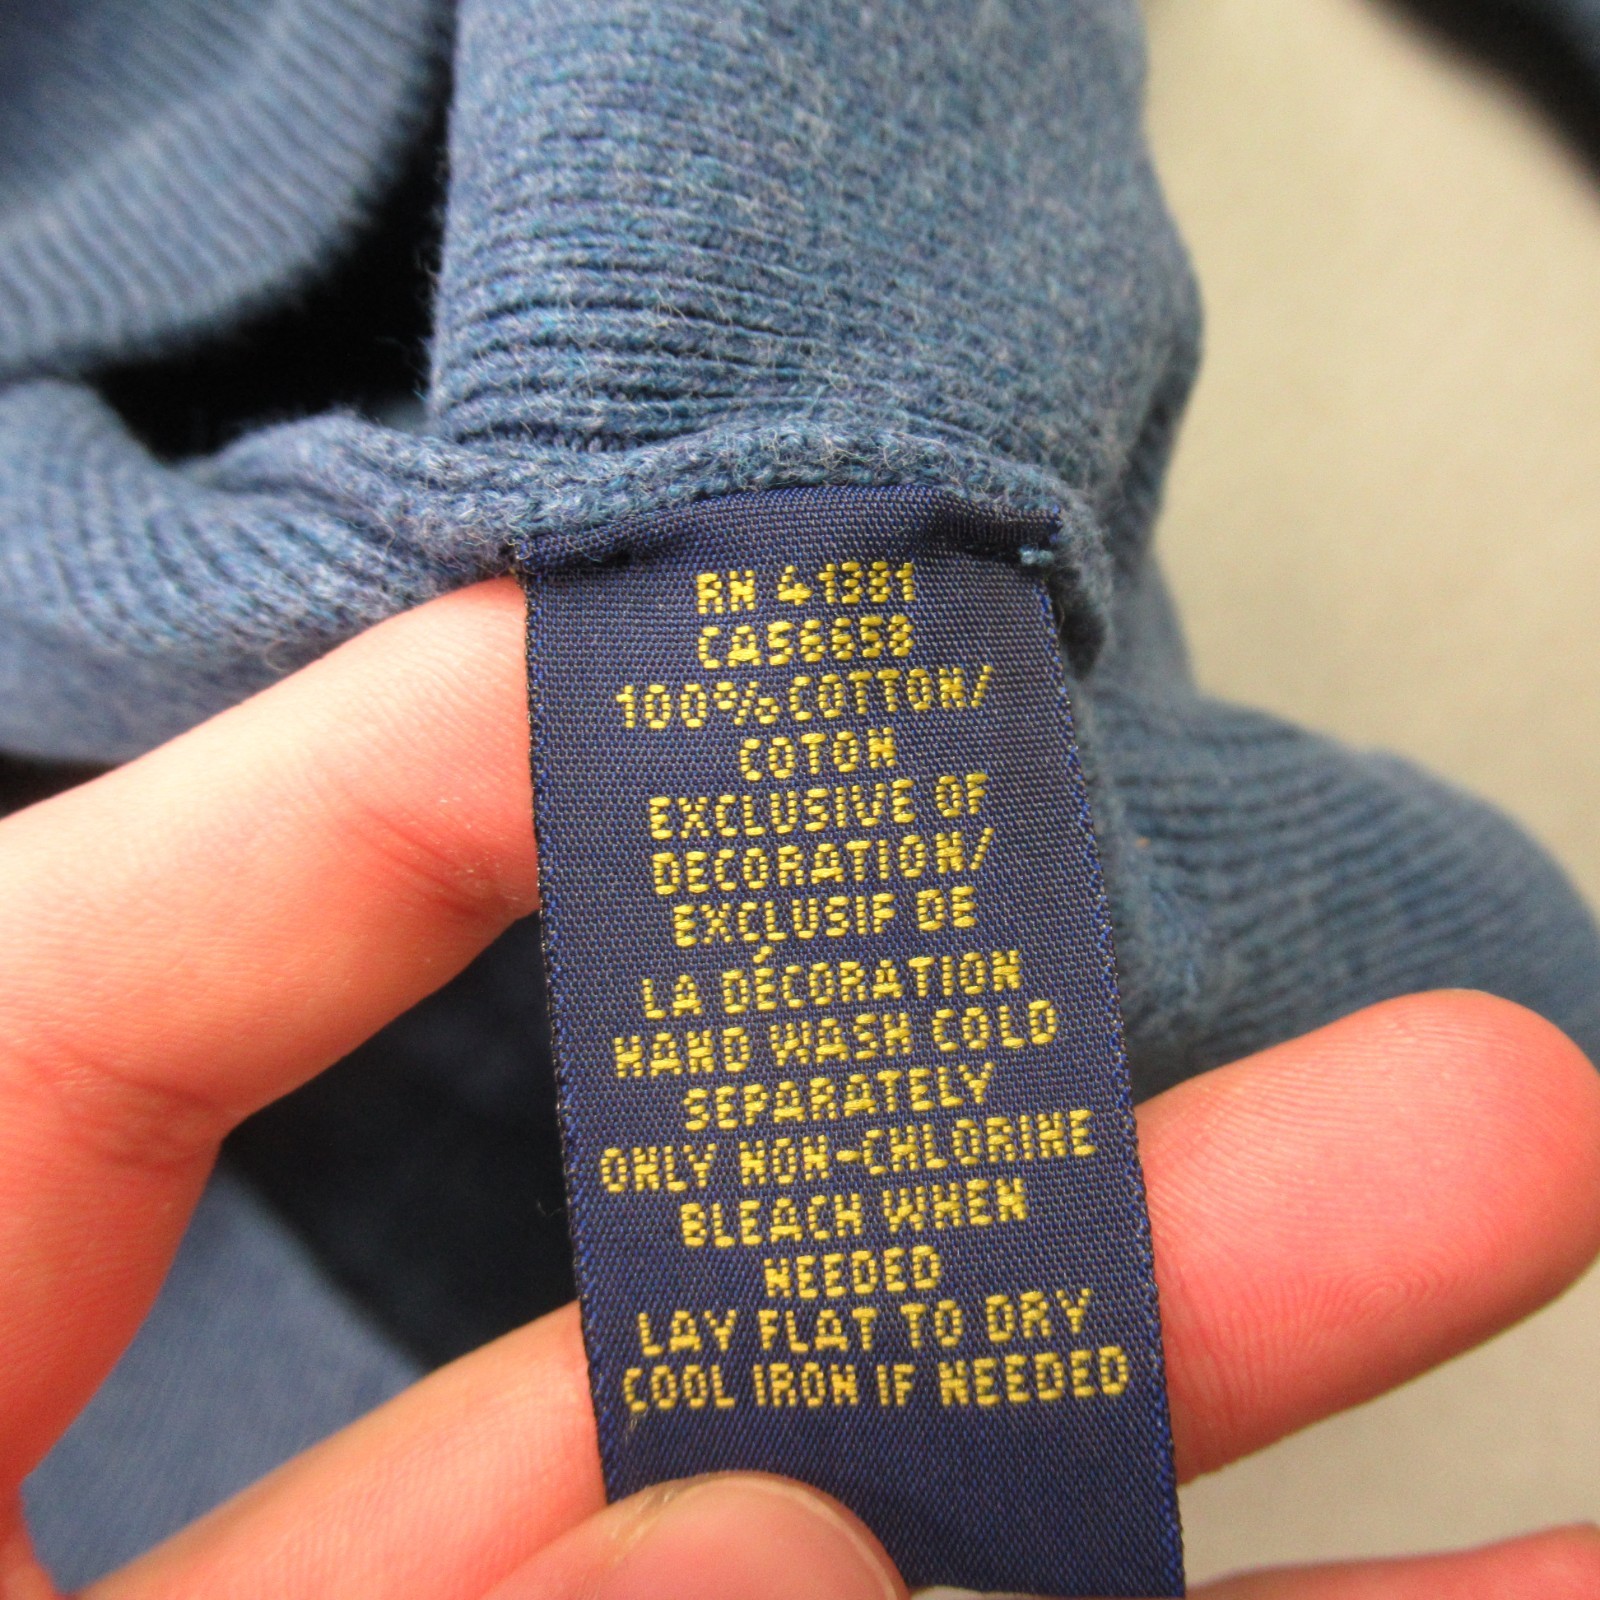 RN 41381
CA56658
100% COTTON/
COTON
EXCLUSIVE OF
DECORATION/
EXCLUSIF DE
LA DÉCORATION
HAND WASH COLD
SEPARATELY
ONLY NON-CHLORINE
BLEACH WHEN
NEEDED
LAY FLAT TO DRY
COOL IRON IF NEEDED